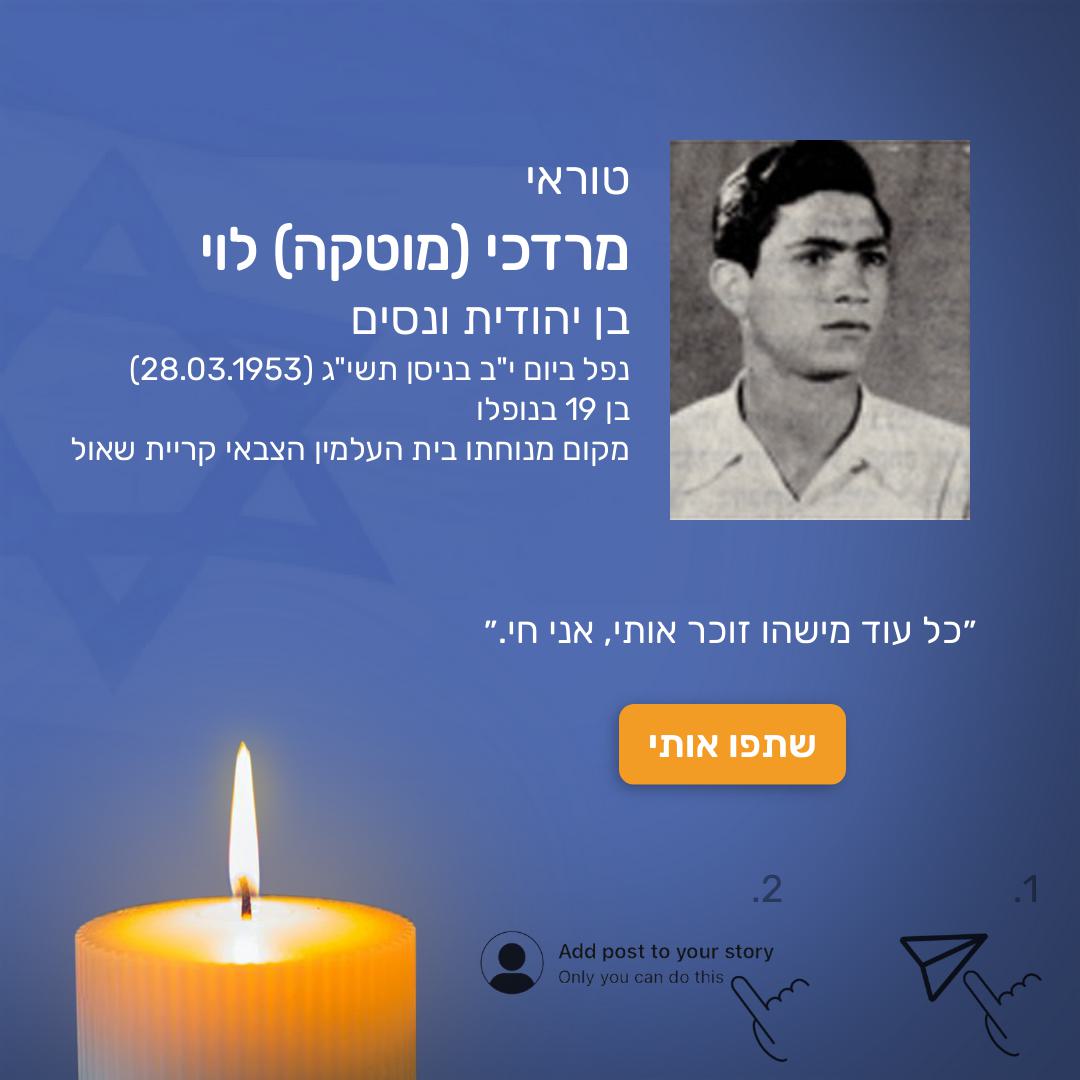 טוראי
מרדכי (מוטקה) לוי
בן יהודית ונסים
נפל ביום י"ב בניסן תשי"ג (28.03.1953)
בן 19 בנופלו
מקום מנוחתו בית העלמין הצבאי קריית שאול
״כל עוד מישהו זוכר אותי, אני חי.״
שתפו אותי
1.
2.
Add post to your story
Only you can do this